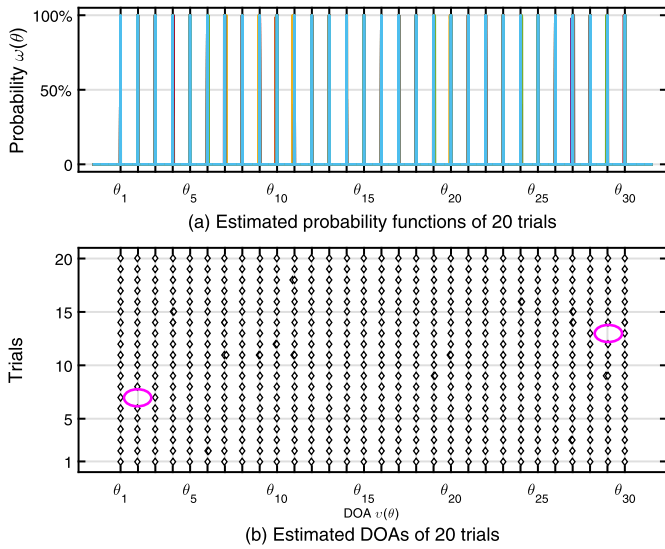 100%
50%
0
Probability ω(θ)
θ1 θ5 θ10 θ15 θ20 θ25 θ30
(a) Estimated probability functions of 20 trials
20
15
10
5
1
Trials
θ1 θ5 θ10 θ15 θ20 θ25 θ30
DOA υ(θ)
(b) Estimated DOAs of 20 trials